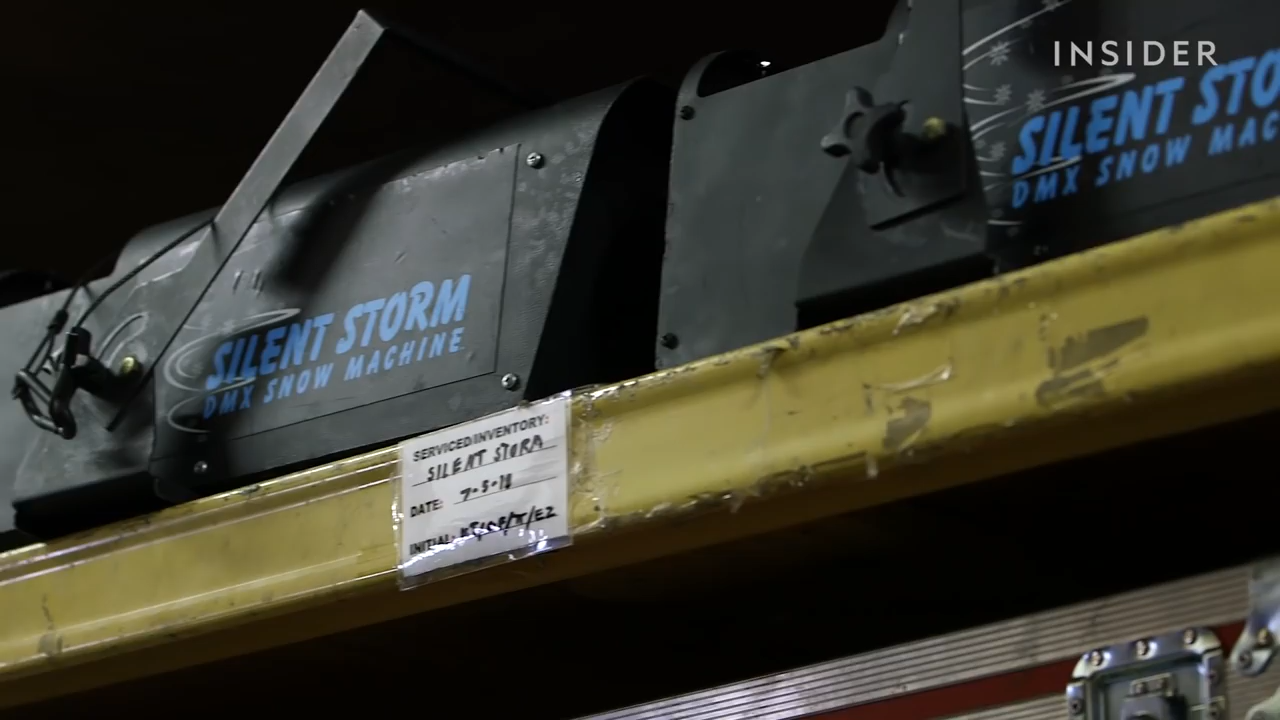 INSIDER
SILENT STO
DMX SNOW MAC
SILENT STORM
DMX SNOW MACHINE
SERVICED INVENTORY:
SILENT STORM
DATE: 7-5-18
INITIAL: